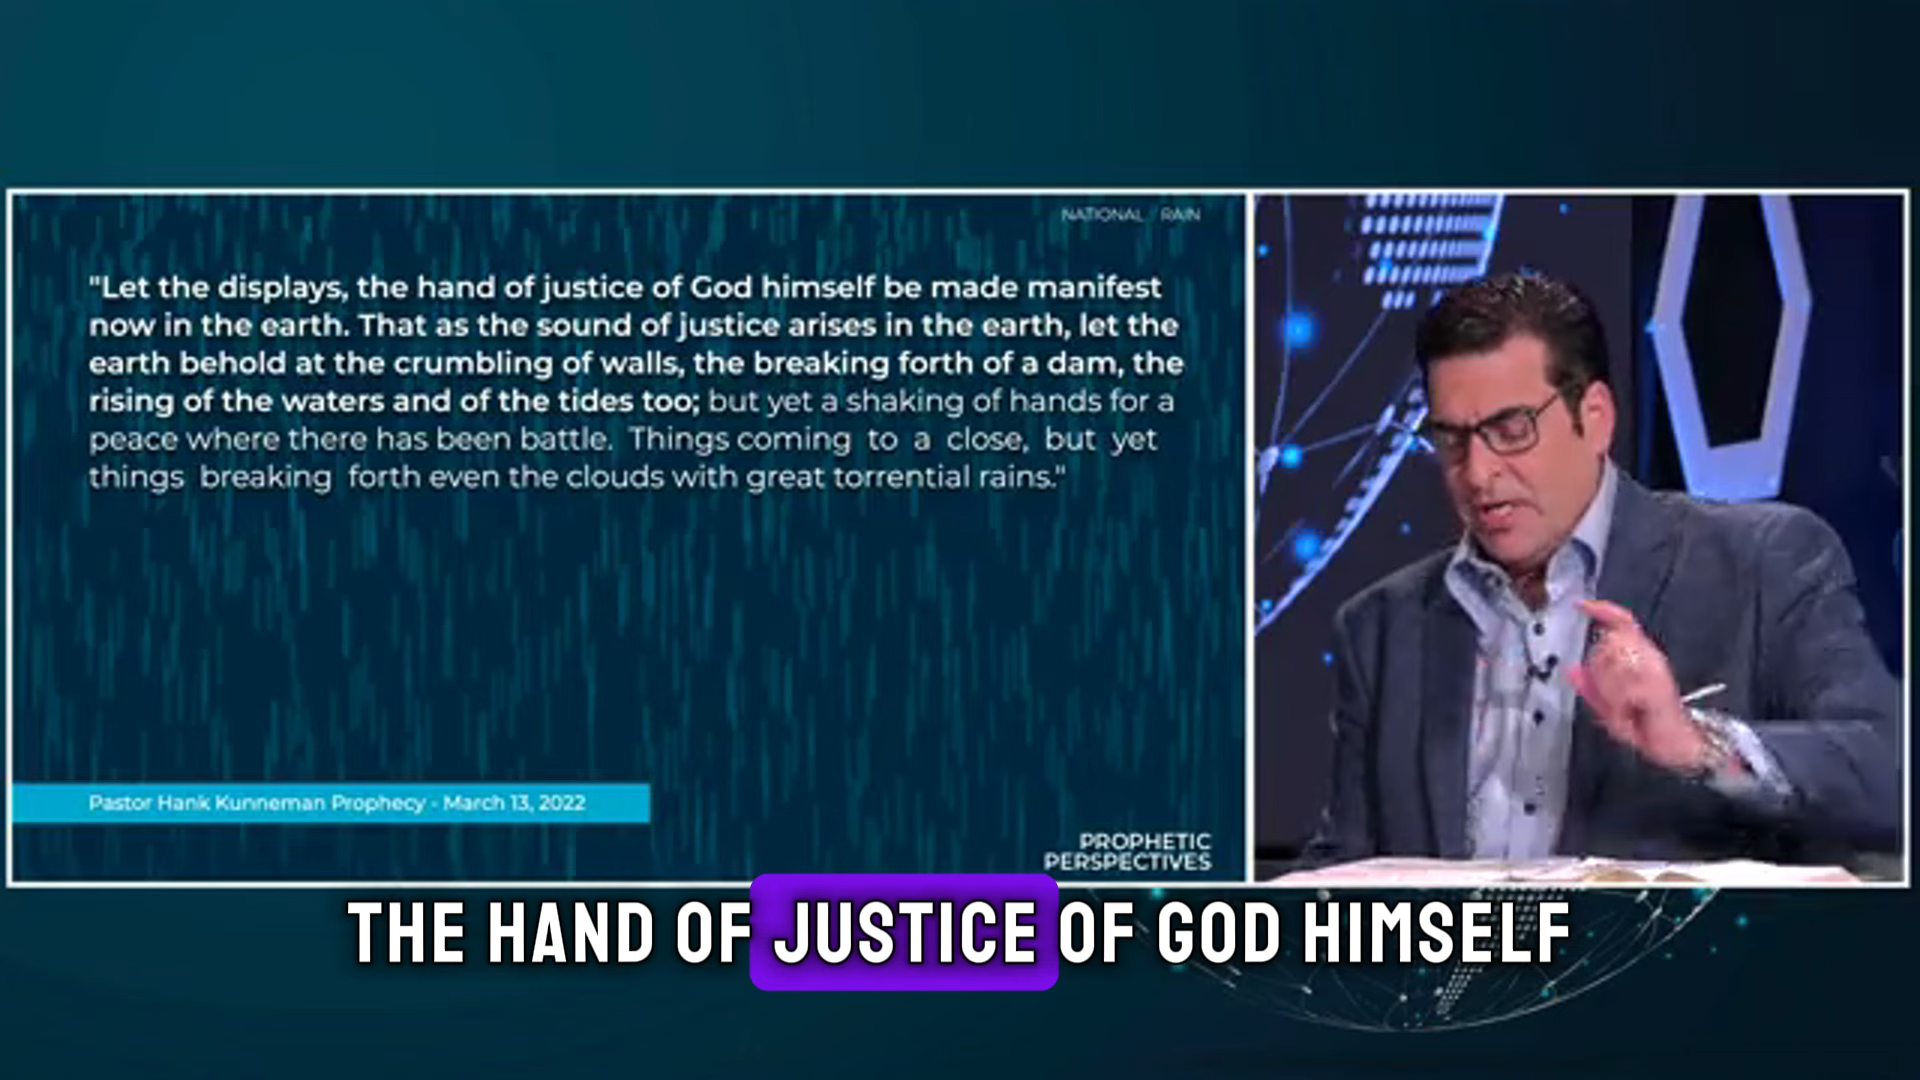 NATIONAL RAIN
"Let the displays, the hand of justice of God himself be made manifest
now in the earth. That as the sound of justice arises in the earth, let the
earth behold at the crumbling of walls, the breaking forth of a dam, the
rising of the waters and of the tides too; but yet a shaking of hands for a
peace where there has been battle. Things coming to a close, but yet
things breaking forth even the clouds with great torrential rains."
Pastor Hank Kunneman Prophecy - March 13, 2022
PROPHETIC
PERSPECTIVES
THE HAND OF JUSTICE OF GOD HIMSELF